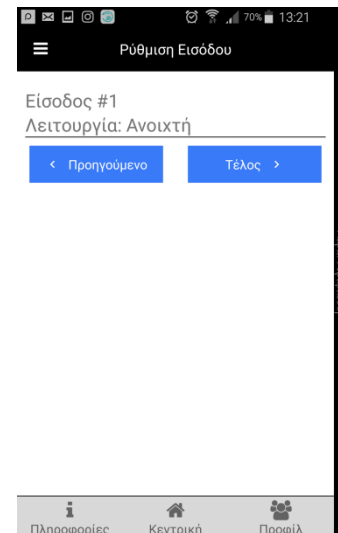 70% 13:21
Ρύθμιση Εισόδου
Είσοδος #1
Λειτουργία: Ανοιχτή
Προηγούμενο
Τέλος
Πληροφορίες Κεντρική Προφίλ